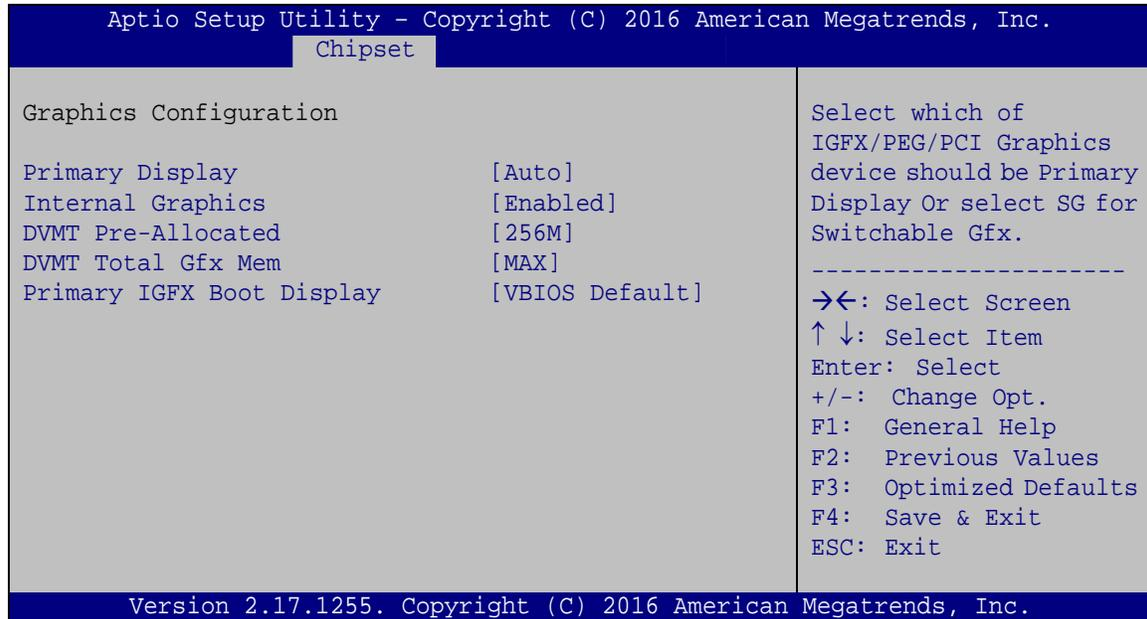 Aptio Setup Utility – Copyright (C) 2016 American Megatrends, Inc.
Chipset
Graphics Configuration
Primary Display [Auto]
Internal Graphics [Enabled]
DVMT Pre-Allocated [256M]
DVMT Total Gfx Mem [MAX]
Primary IGFX Boot Display [VBIOS Default]
Select which of
IGFX/PEG/PCI Graphics
device should be Primary
Display Or select SG for
Switchable Gfx.
----------------------
→←: Select Screen
↑ ↓: Select Item
Enter: Select
+/-: Change Opt.
F1: General Help
F2: Previous Values
F3: Optimized Defaults
F4: Save & Exit
ESC: Exit
Version 2.17.1255. Copyright (C) 2016 American Megatrends, Inc.